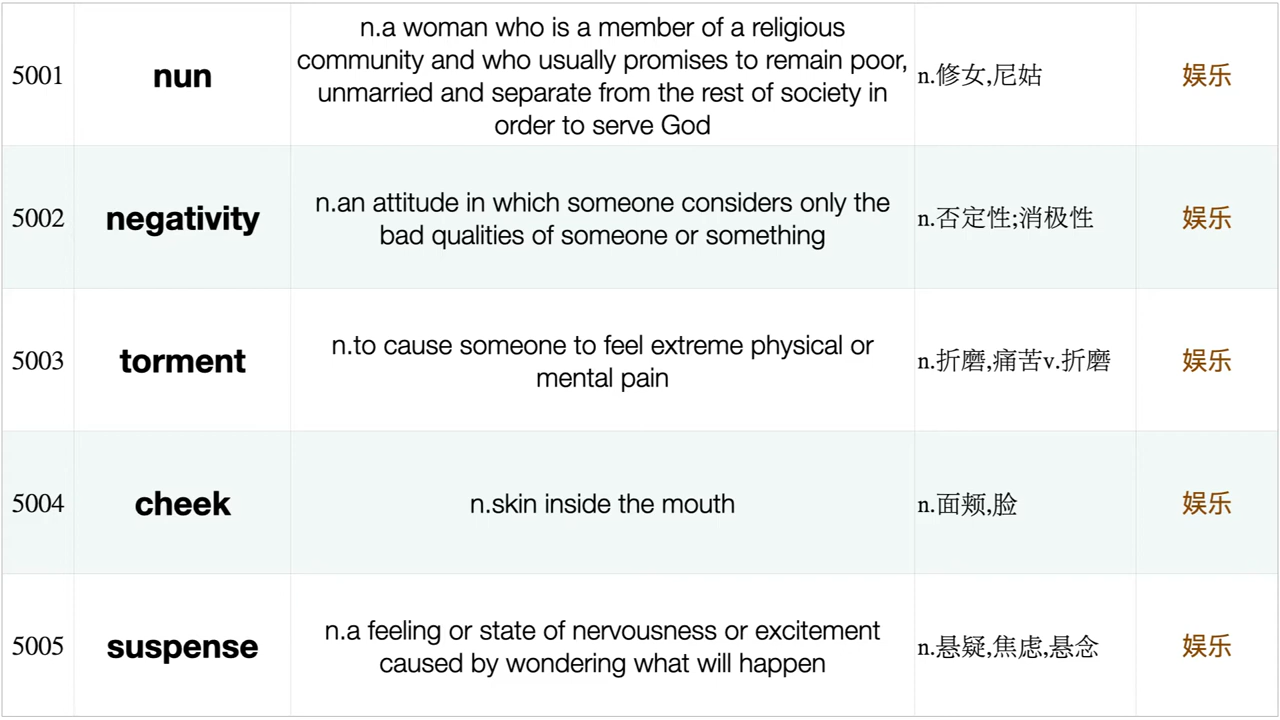 n.a woman who is a member of a religious
community and who usually promises to remain poor,
5001 nun n.修女,尼姑 娱乐
unmarried and separate from the rest of society in
order to serve God
n.an attitude in which someone considers only the
5002 negativity n.否定性;消极性 娱乐
bad qualities of someone or something
n.to cause someone to feel extreme physical or
5003 torment n.折磨,痛苦v.折磨 娱乐
mental pain
5004 cheek n.skin inside the mouth n.面颊,脸 娱乐
n.a feeling or state of nervousness or excitement
5005 suspense n.悬疑,焦虑,悬念 娱乐
caused by wondering what will happen